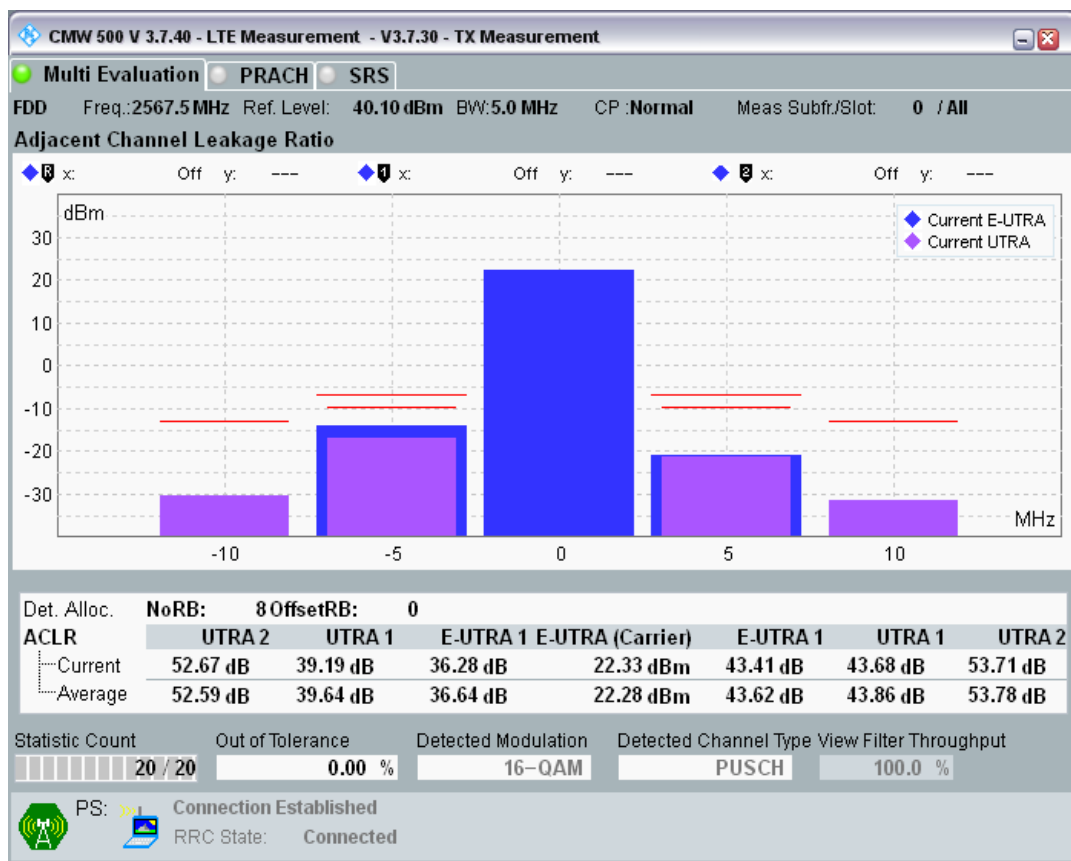 CMW 500 V 3.7.40 - LTE Measurement - V3.7.30 - TX Measurement
Multi Evaluation PRACH SRS
FDD Freq.:2567.5 MHz Ref. Level: 40.10 dBm BW:5.0 MHz CP :Normal Meas Subfr./Slot: 0 / All
Adjacent Channel Leakage Ratio
R x: Off y: --- 1 x: Off y: --- 2 x: Off y: ---
dBm
Current E-UTRA
Current UTRA
30
20
10
0
-10
-20
-30
MHz
-10 -5 0 5 10
Det. Alloc. NoRB: 8 OffsetRB: 0
ACLR UTRA 2 UTRA 1 E-UTRA 1 E-UTRA (Carrier) E-UTRA 1 UTRA 1 UTRA 2
Current 52.67 dB 39.19 dB 36.28 dB 22.33 dBm 43.41 dB 43.68 dB 53.71 dB
Average 52.59 dB 39.64 dB 36.64 dB 22.28 dBm 43.62 dB 43.86 dB 53.78 dB
Statistic Count Out of Tolerance Detected Modulation Detected Channel Type View Filter Throughput
20 / 20 0.00 % 16-QAM PUSCH 100.0 %
PS: Connection Established
RRC State: Connected